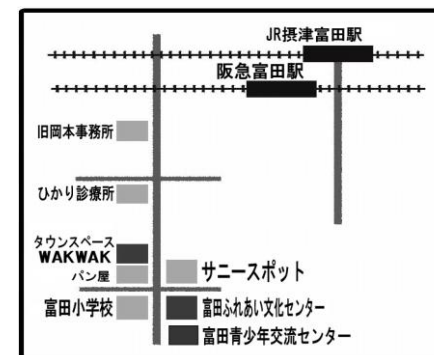 JR摂津富田駅
阪急富田駅
旧岡本事務所
ひかり診療所
タウンスペース
WAKWAK
パン屋
サニースポット
富田小学校
富田ふれあい文化センター
富田青少年交流センター